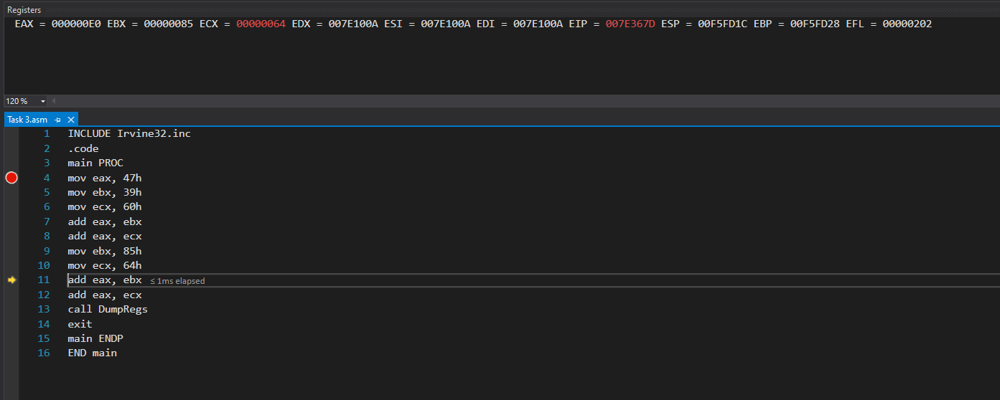 Registers
EAX = 000000E0 EBX = 00000085 ECX = 00000064 EDX = 007E100A ESI = 007E100A EDI = 007E100A EIP = 007E367D ESP = 00F5FD1C EBP = 00F5FD28 EFL = 00000202
120 %
Task 3.asm
1 INCLUDE Irvine32.inc
2 .code
3 main PROC
4 mov eax, 47h
5 mov ebx, 39h
6 mov ecx, 60h
7 add eax, ebx
8 add eax, ecx
9 mov ebx, 85h
10 mov ecx, 64h
11 add eax, ebx ≤ 1ms elapsed
12 add eax, ecx
13 call DumpRegs
14 exit
15 main ENDP
16 END main